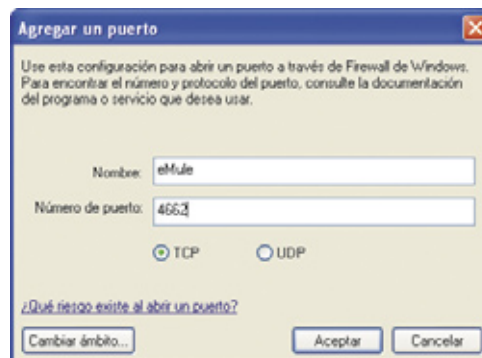 Agregar un puerto
Use esta configuración para abrir un puerto a través de Firewall de Windows.
Para encontrar el número y protocolo del puerto, consulte la documentación
del programa o servicio que desea usar.
Nombre: eMule
Número de puerto: 4662
TCP UDP
¿Qué riesgo existe al abrir un puerto?
Cambiar ámbito... Aceptar Cancelar